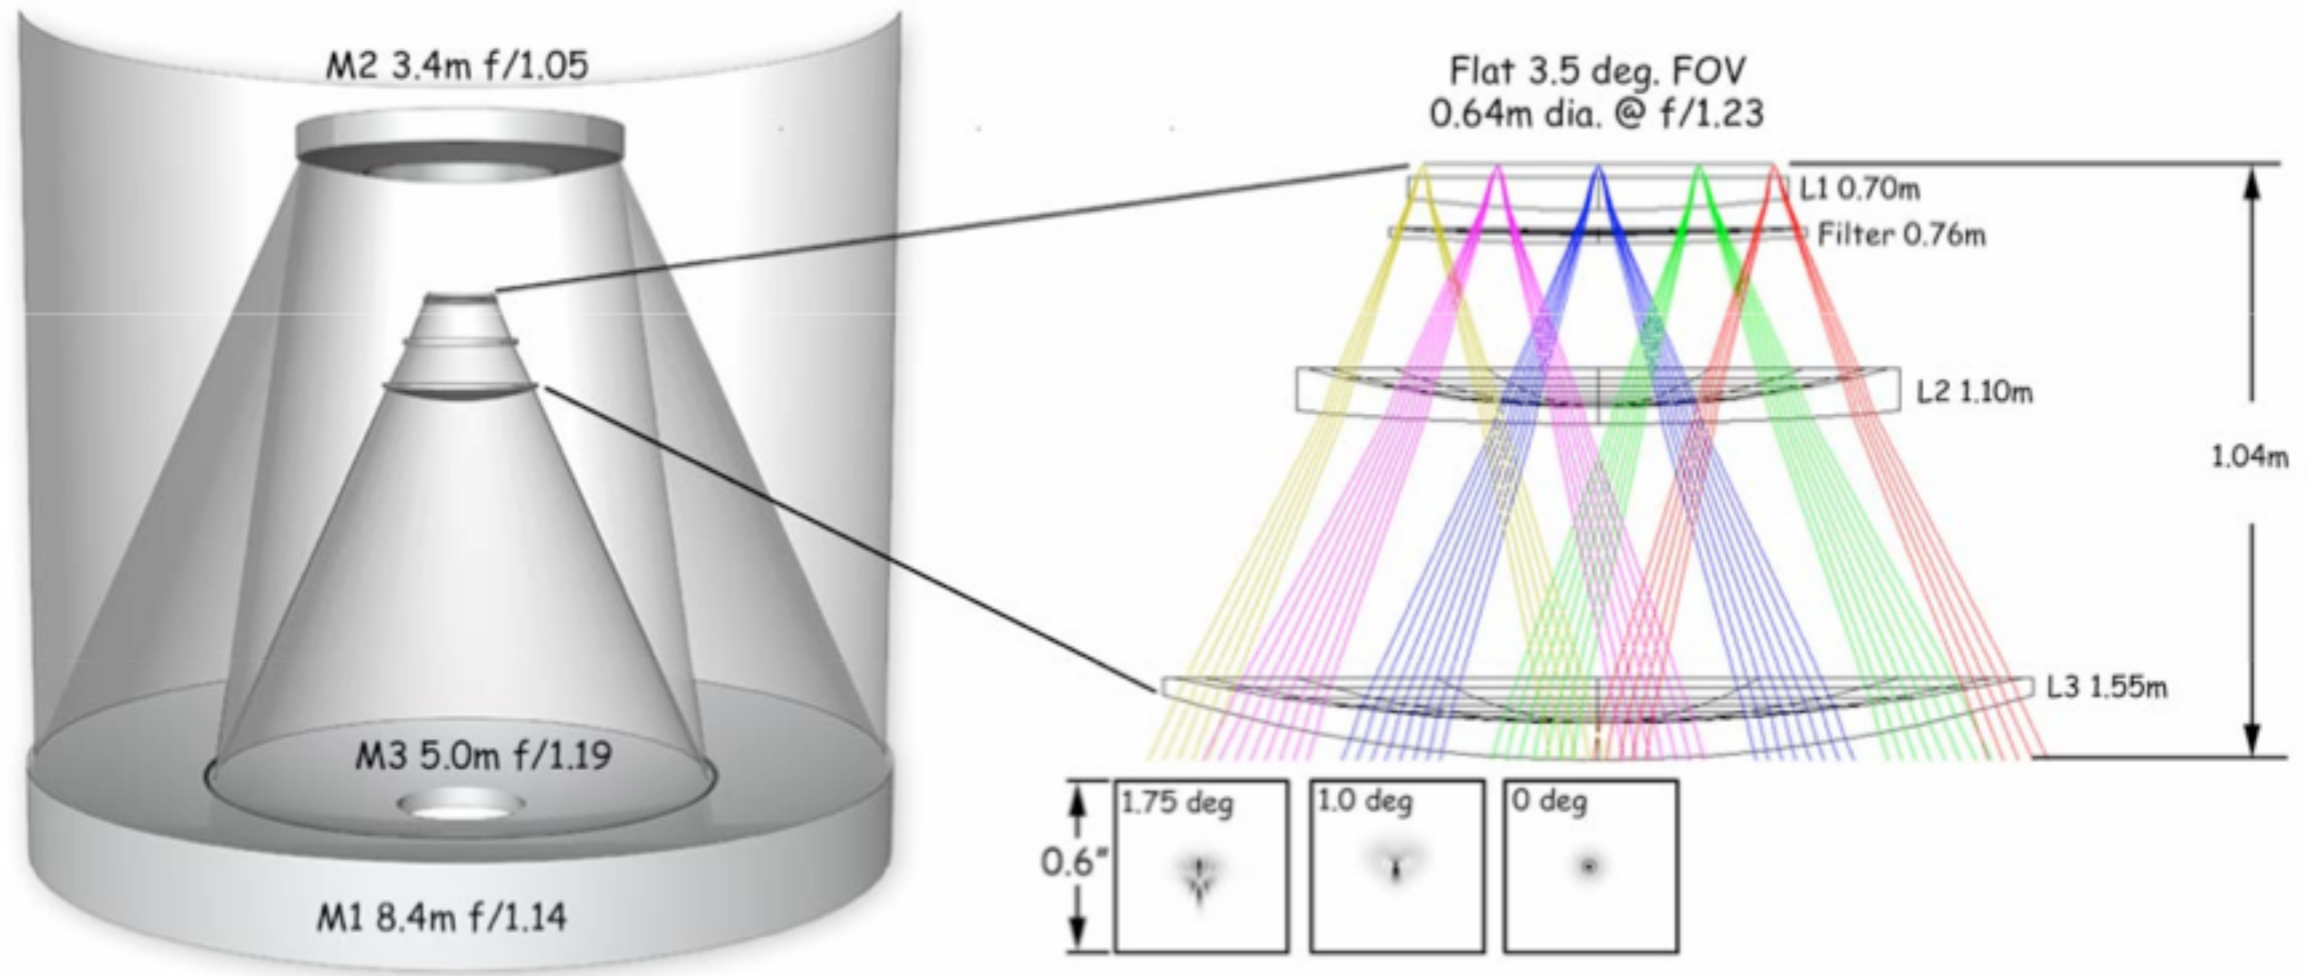 M2 3.4m f/1.05
M3 5.0m f/1.19
M1 8.4m f/1.14
Flat 3.5 deg. FOV
0.64m dia. @ f/1.23
L1 0.70m
Filter 0.76m
L2 1.10m
1.04m
L3 1.55m
0.6"
1.75 deg
1.0 deg
0 deg